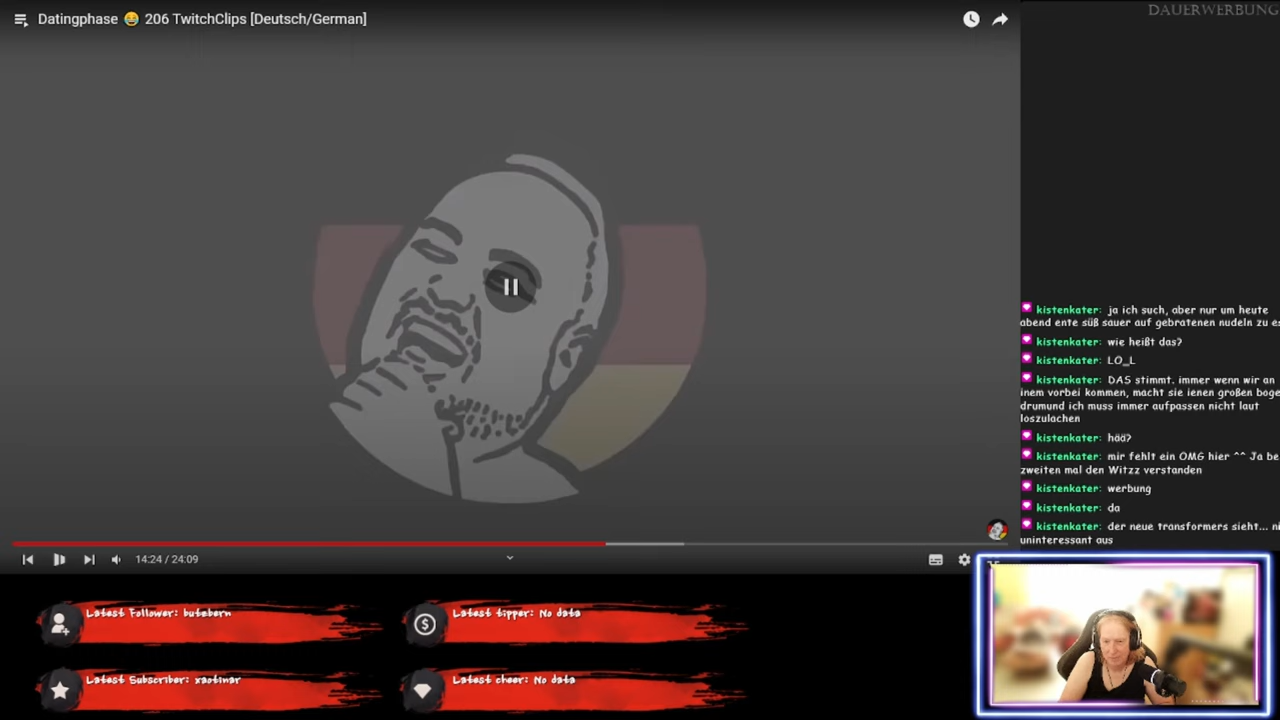 Datingphase 😂 206 TwitchClips [Deutsch/German]
DAUERWERBUNG
kistenkater: ja ich such, aber nur um heute
abend ente süß sauer auf gebratenen nudeln zu
kistenkater: wie heißt das?
kistenkater: LO_L
kistenkater: DAS stimmt. immer wenn wir an
inem vorbei kommen, macht sie ienen großen
drumund ich muss immer aufpassen nicht laut
loszulachen
kistenkater: hää?
kistenkater: mir fehlt ein OMG hier ^^ Ja
zweiten mal den Witzz verstanden
kistenkater: werbung
kistenkater: da
kistenkater: der neue transformers sieht...
uninteressant aus
14:24 / 24:09
Latest Follower: butzbern
Latest tipper: No data
Latest Subscriber: xaotinar
Latest cheer: No data